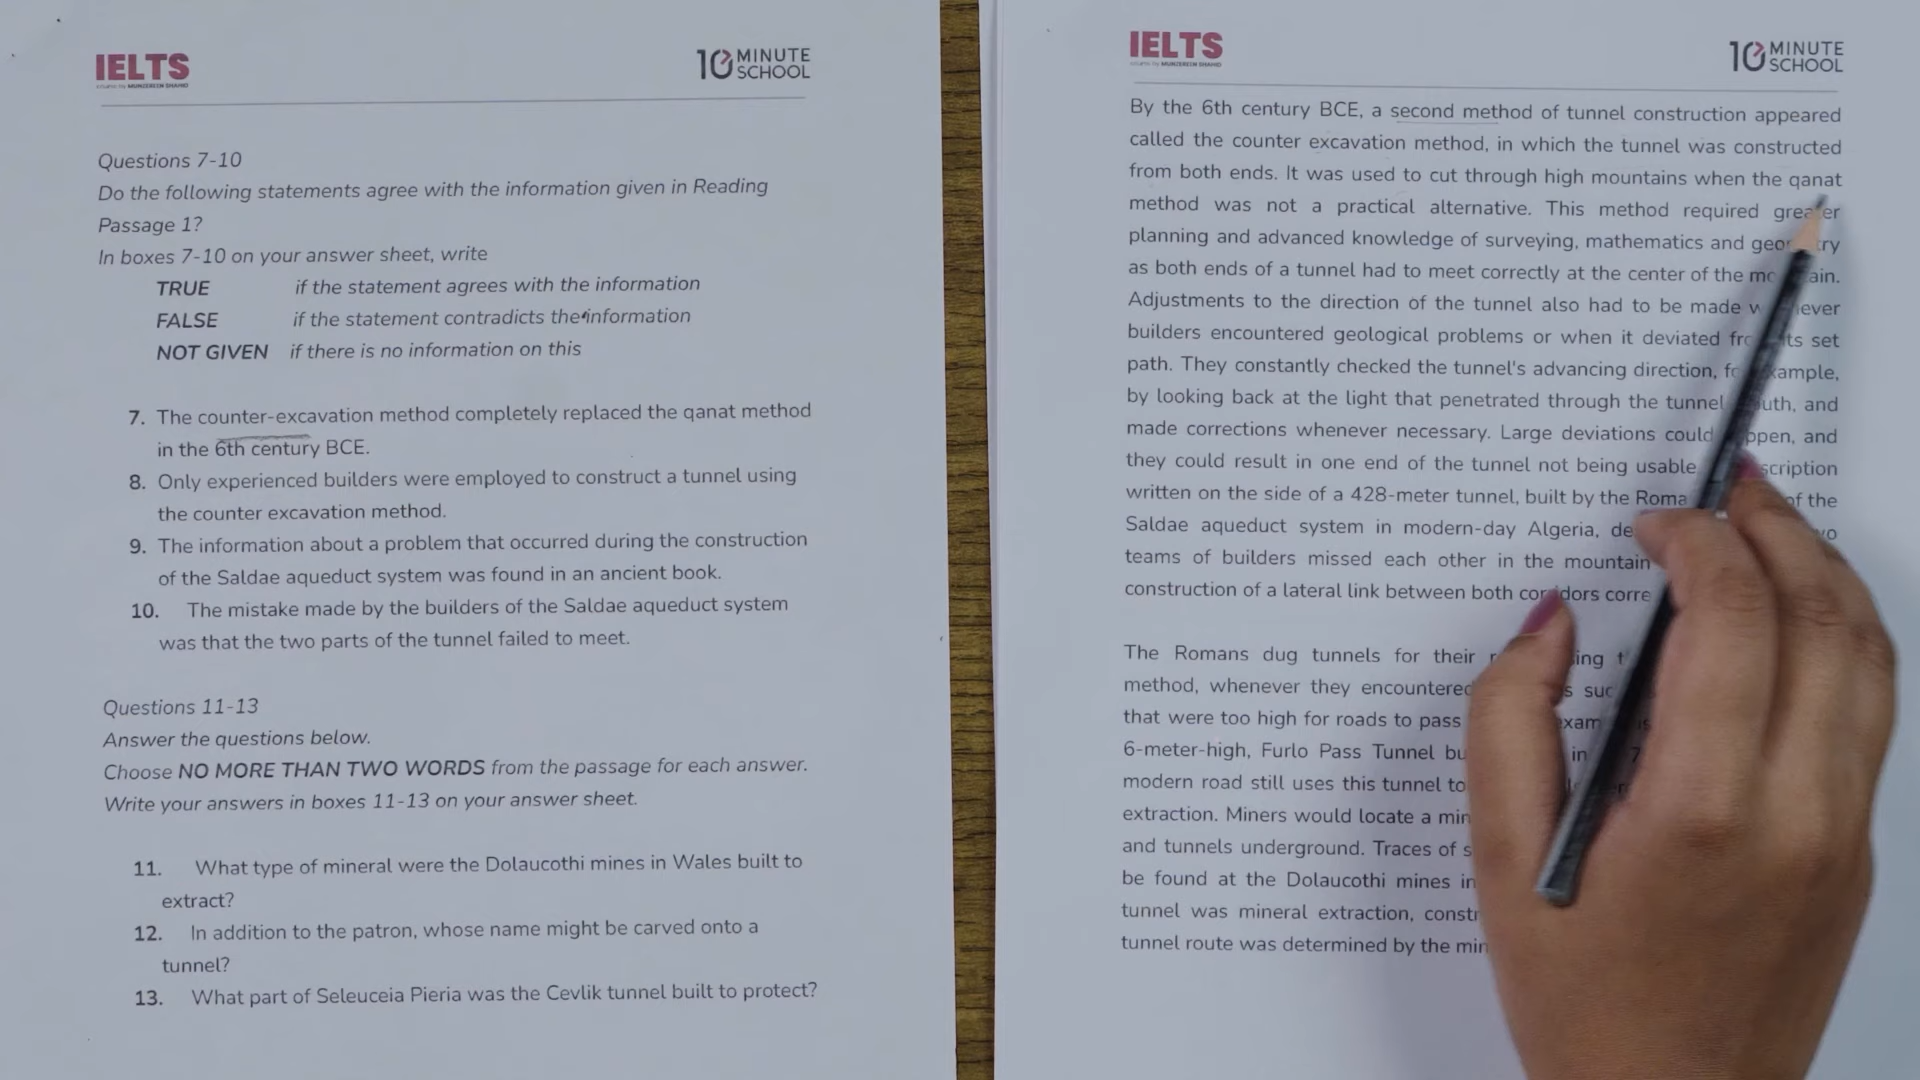 IELTS
course by MUNZEREEN SHAHID
10 MINUTE SCHOOL
Questions 7-10
Do the following statements agree with the information given in Reading
Passage 1?
In boxes 7-10 on your answer sheet, write
TRUE if the statement agrees with the information
FALSE if the statement contradicts the information
NOT GIVEN if there is no information on this
7. The counter-excavation method completely replaced the qanat method
in the 6th century BCE.
8. Only experienced builders were employed to construct a tunnel using
the counter excavation method.
9. The information about a problem that occurred during the construction
of the Saldae aqueduct system was found in an ancient book.
10. The mistake made by the builders of the Saldae aqueduct system
was that the two parts of the tunnel failed to meet.
Questions 11-13
Answer the questions below.
Choose NO MORE THAN TWO WORDS from the passage for each answer.
Write your answers in boxes 11-13 on your answer sheet.
11. What type of mineral were the Dolaucothi mines in Wales built to
extract?
12. In addition to the patron, whose name might be carved onto a
tunnel?
13. What part of Seleuceia Pieria was the Cevlik tunnel built to protect?
IELTS
course by MUNZEREEN SHAHID
10 MINUTE SCHOOL
By the 6th century BCE, a second method of tunnel construction appeared
called the counter excavation method, in which the tunnel was constructed
from both ends. It was used to cut through high mountains when the qanat
method was not a practical alternative. This method required greater
planning and advanced knowledge of surveying, mathematics and
as both ends of a tunnel had to meet correctly at the center of the
Adjustments to the direction of the tunnel also had to be made
builders encountered geological problems or when it deviated set
path. They constantly checked the tunnel's advancing direction,
by looking back at the light that penetrated through the tunnel and
made corrections whenever necessary. Large deviations could and
they could result in one end of the tunnel not being usable
written on the side of a 428-meter tunnel, built by the of the
Saldae aqueduct system in modern-day Algeria,
teams of builders missed each other in the mountain
construction of a lateral link between both
The Romans dug tunnels for their
method, whenever they encountered
that were too high for roads to pass
6-meter-high, Furlo Pass Tunnel in
modern road still uses this tunnel to
extraction. Miners would locate a
and tunnels underground. Traces of
be found at the Dolaucothi mines in
tunnel was mineral extraction,
tunnel route was determined by the